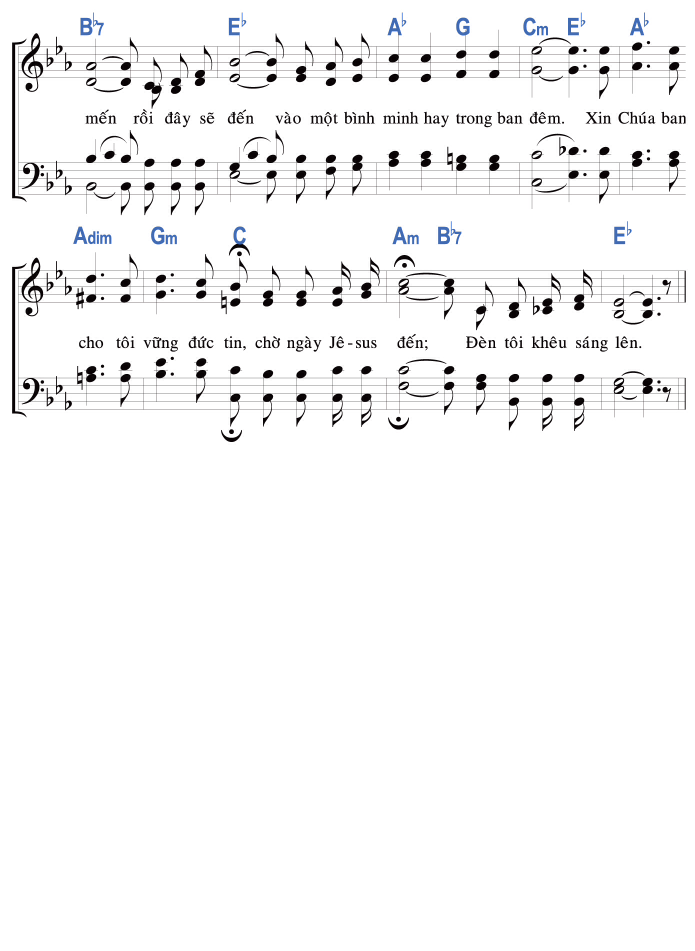 B♭7 E♭ A♭ G Cm E♭ A♭
mến rồi đây sẽ đến vào một bình minh hay trong ban đêm. Xin Chúa ban
Adim Gm C Am B♭7 E♭
cho tôi vững đức tin, chờ ngày Jê-sus đến; Đèn tôi khêu sáng lên.